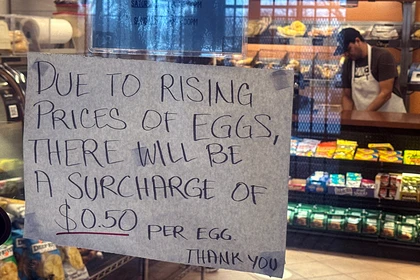 DUE TO RISING
PRICES OF EGGS,
THERE WILL BE
A SURCHARGE OF
$0.50 PER EGG
THANK YOU